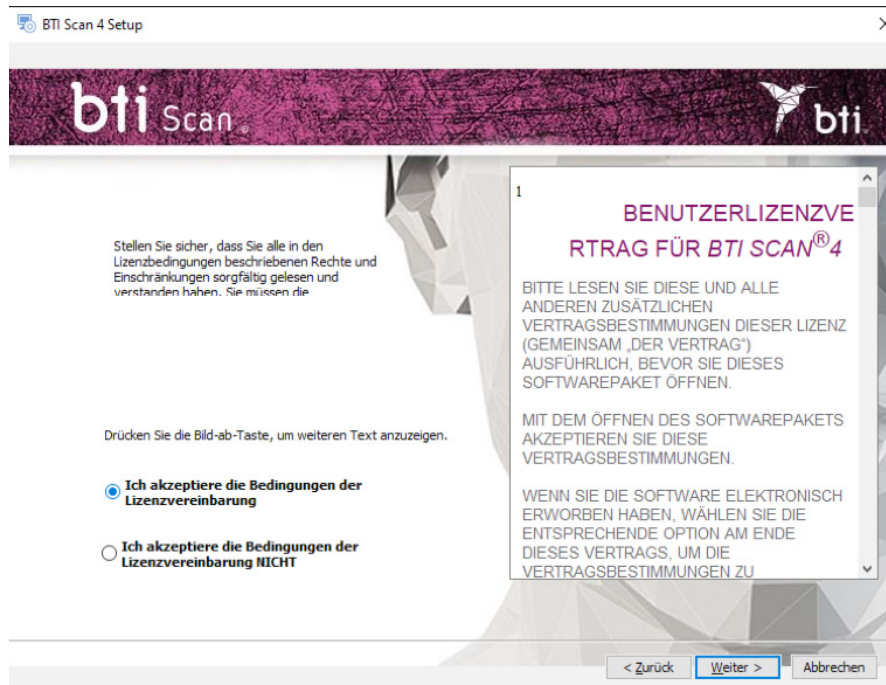 BTI Scan 4 Setup
bti Scan®
bti
Stellen Sie sicher, dass Sie alle in den
Lizenzbedingungen beschriebenen Rechte und
Einschränkungen sorgfältig gelesen und
verstanden haben. Sie müssen die
Drücken Sie die Bild-ab-Taste, um weiteren Text anzuzeigen.
Ich akzeptiere die Bedingungen der
Lizenzvereinbarung
Ich akzeptiere die Bedingungen der
Lizenzvereinbarung NICHT
1
BENUTZERLIZENZVE
RTRAG FÜR BTI SCAN®4
BITTE LESEN SIE DIESE UND ALLE
ANDEREN ZUSÄTZLICHEN
VERTRAGSBESTIMMUNGEN DIESER LIZENZ
(GEMEINSAM „DER VERTRAG“)
AUSFÜHRLICH, BEVOR SIE DIESES
SOFTWAREPAKET ÖFFNEN.
MIT DEM ÖFFNEN DES SOFTWAREPAKETS
AKZEPTIEREN SIE DIESE
VERTRAGSBESTIMMUNGEN.
WENN SIE DIE SOFTWARE ELEKTRONISCH
ERWORBEN HABEN, WÄHLEN SIE DIE
ENTSPRECHENDE OPTION AM ENDE
DIESES VERTRAGS, UM DIE
VERTRAGSBESTIMMUNGEN ZU
< Zurück
Weiter >
Abbrechen